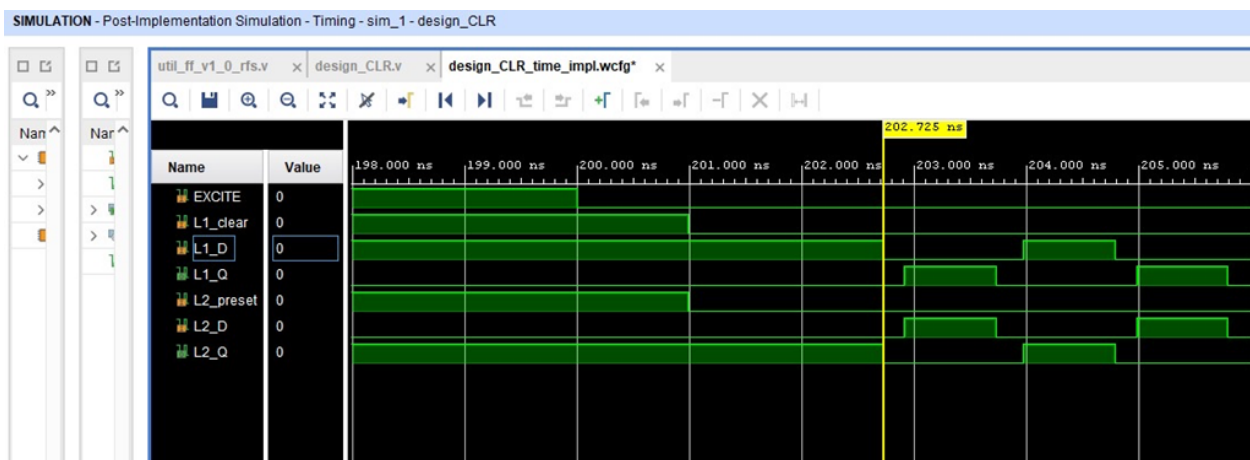 SIMULATION - Post-Implementation Simulation - Timing - sim_1 - design_CLR
util_ff_v1_0_rfs.v × design_CLR.v × design_CLR_time_impl.wcfg* ×
Nam
Nar
202.725 ns
Name Value 198.000 ns 199.000 ns 200.000 ns 201.000 ns 202.000 ns 203.000 ns 204.000 ns 205.000 ns
EXCITE 0
L1_clear 0
L1_D 0
L1_Q 0
L2_preset 0
L2_D 0
L2_Q 0